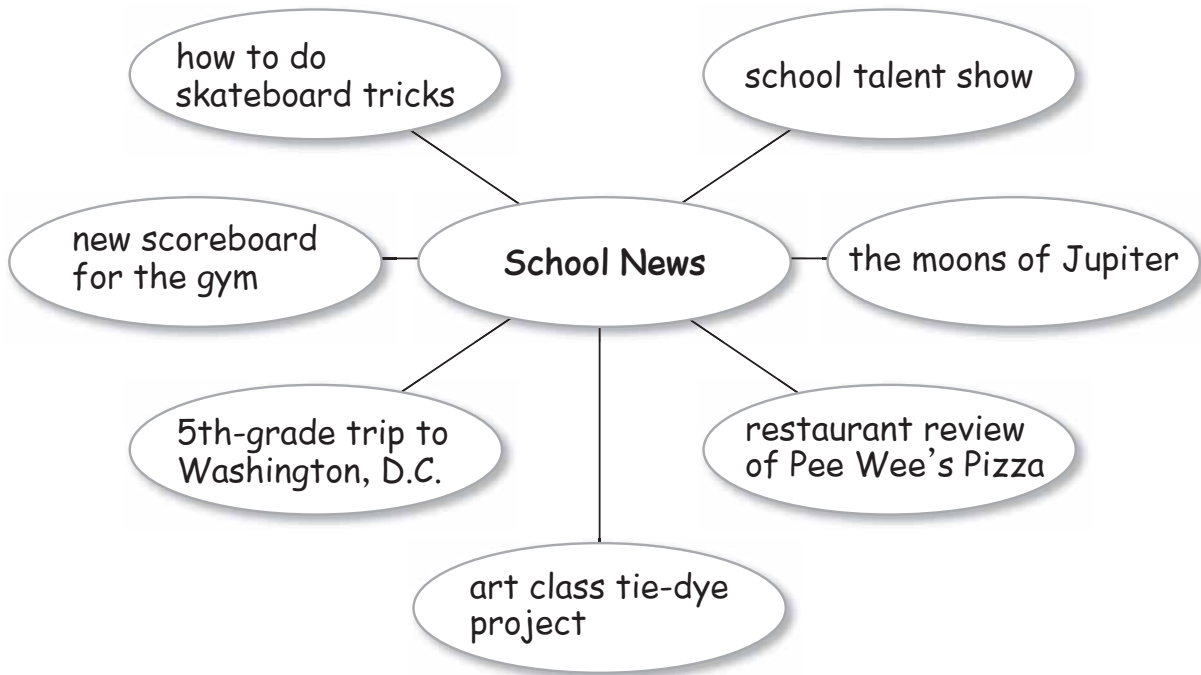 how to do
skateboard tricks
school talent show
new scoreboard
for the gym
School News
the moons of Jupiter
5th-grade trip to
Washington, D.C.
restaurant review
of Pee Wee’s Pizza
art class tie-dye
project